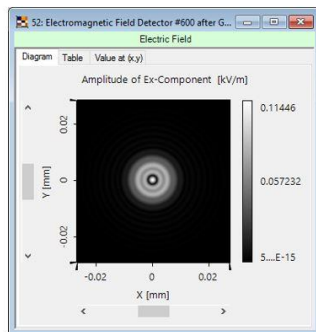 52: Electromagnetic Field Detector #600 after G...
Electric Field
Diagram Table Value at (x,y)
Amplitude of Ex-Component [kV/m]
0.02
0
-0.02
Y [mm]
0.11446
0.057232
5....E-15
-0.02 0 0.02
X [mm]